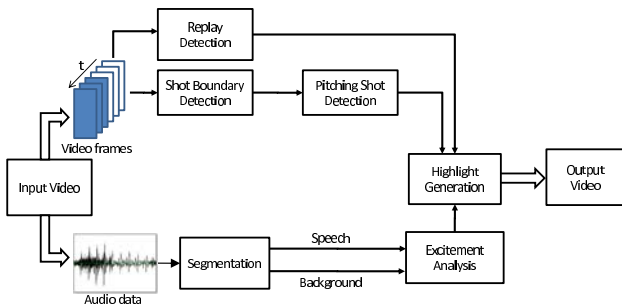 Replay
Detection
t
Shot Boundary
Detection
Pitching Shot
Detection
Video frames
Input Video
Highlight
Generation
Output
Video
Speech
Segmentation
Excitement
Analysis
Background
Audio data